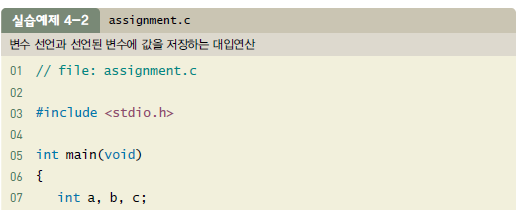 실습예제 4-2 assignment.c
변수 선언과 선언된 변수에 값을 저장하는 대입연산
01 // file: assignment.c
02
03 #include <stdio.h>
04
05 int main(void)
06 {
07 int a, b, c;